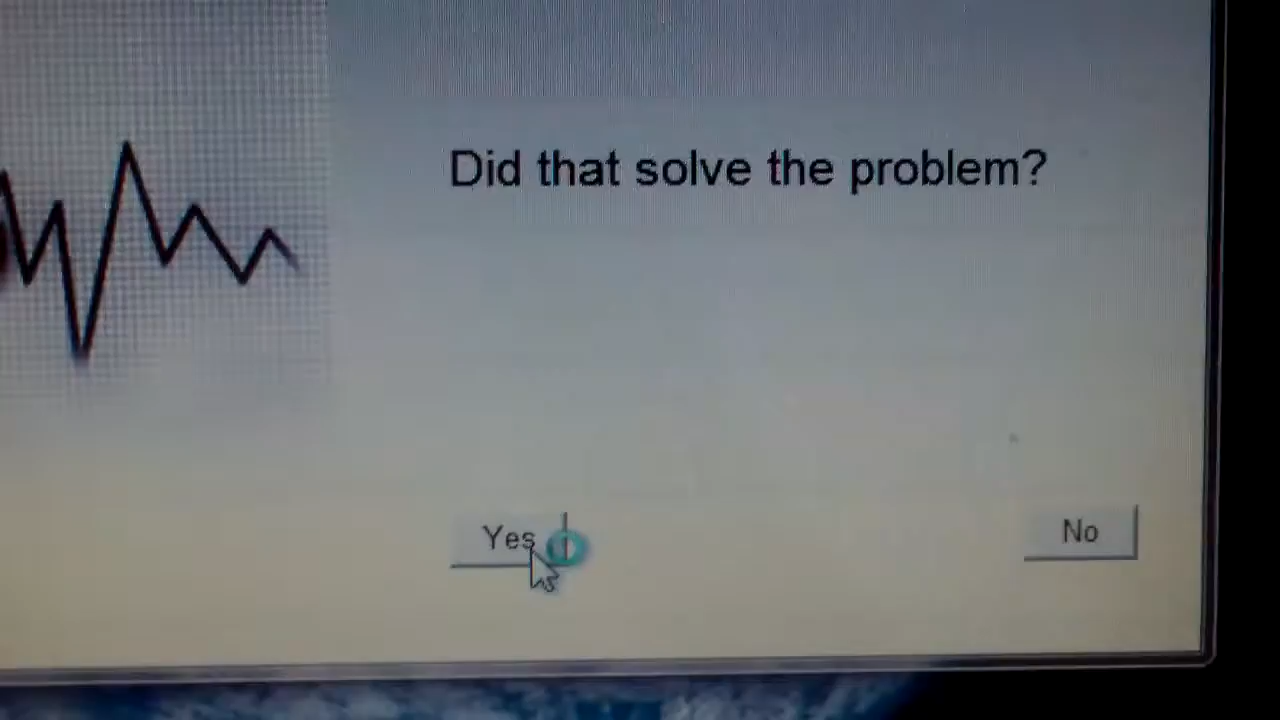 Did that solve the problem?
Yes
No